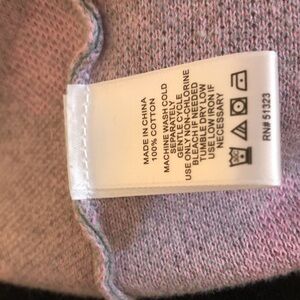 MADE IN CHINA
100% COTTON
MACHINE WASH COLD
SEPARATELY
GENTLE CYCLE
USE ONLY NON-CHLORINE
BLEACH IF NEEDED
TUMBLE DRY LOW
USE LOW IRON IF
NECESSARY
RN# 51323